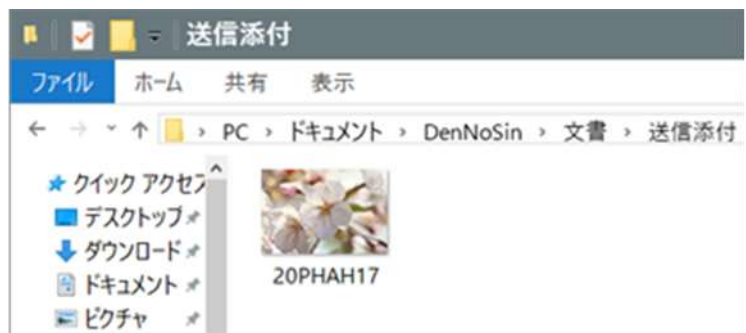 送信添付
ファイル ホーム 共有 表示
PC › ドキュメント › DenNoSin › 文書 › 送信添付
クイック アクセス
デスクトップ
ダウンロード
ドキュメント
ピクチャ
20PHAH17